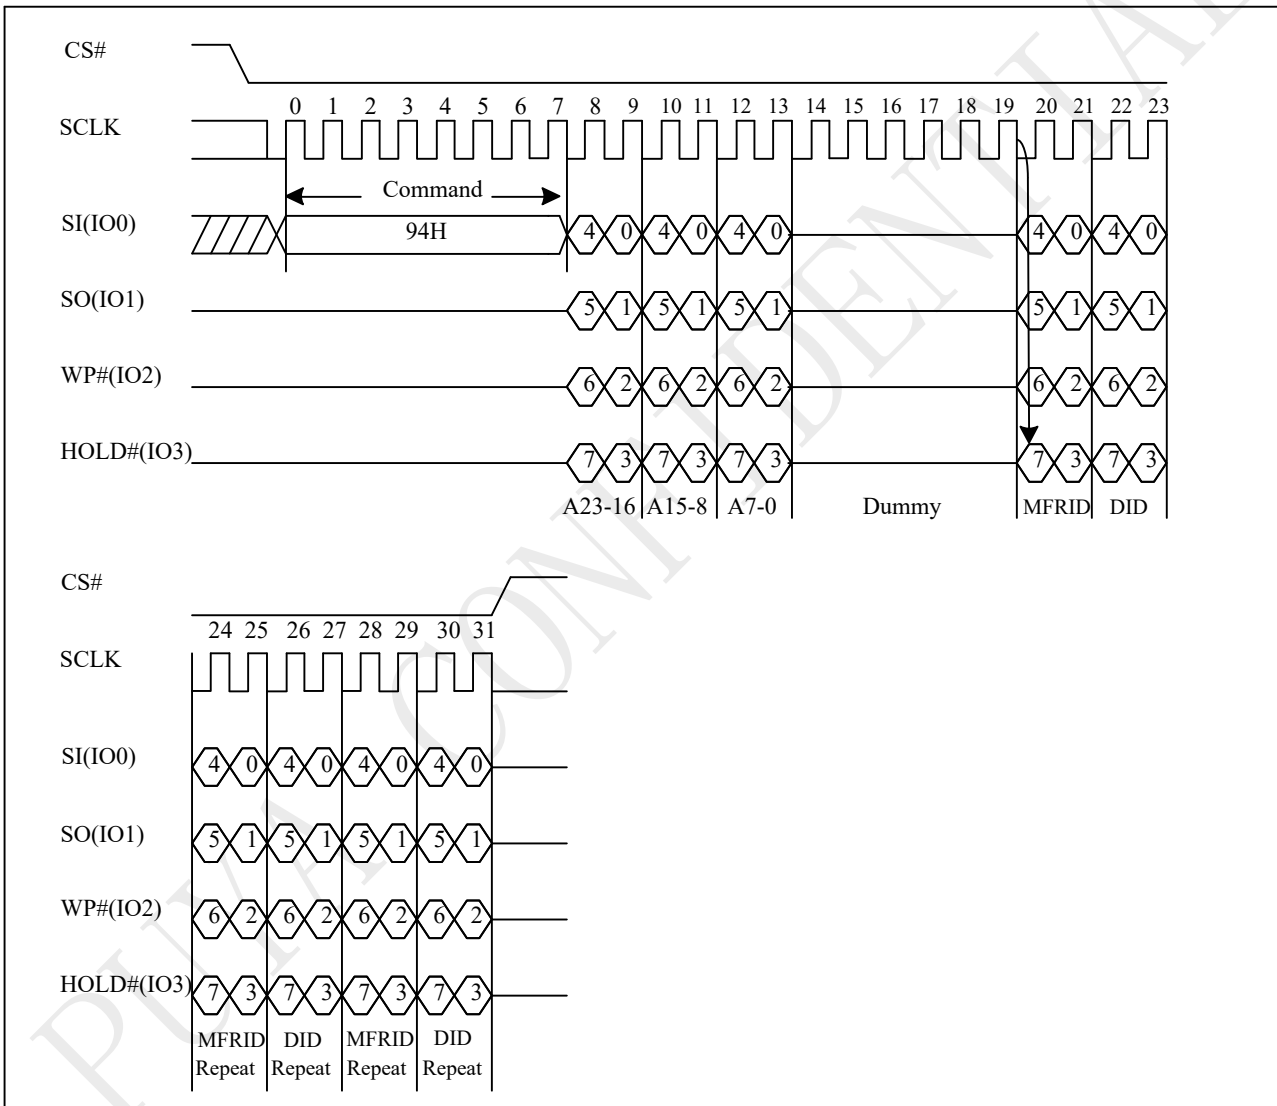 CS#
0 1 2 3 4 5 6 7 8 9 10 11 12 13 14 15 16 17 18 19 20 21 22 23
SCLK
Command
SI(IO0) 94H 4 0 4 0 4 0 4 0 4 0
SO(IO1) 5 1 5 1 5 1 5 1 5 1
WP#(IO2) 6 2 6 2 6 2 6 2 6 2
HOLD#(IO3) 7 3 7 3 7 3 7 3 7 3
A23-16 A15-8 A7-0 Dummy MFRID DID
CS#
24 25 26 27 28 29 30 31
SCLK
SI(IO0) 4 0 4 0 4 0 4 0
SO(IO1) 5 1 5 1 5 1 5 1
WP#(IO2) 6 2 6 2 6 2 6 2
HOLD#(IO3) 7 3 7 3 7 3 7 3
MFRID DID MFRID DID
Repeat Repeat Repeat Repeat
PUYA CONFIDENTIAL